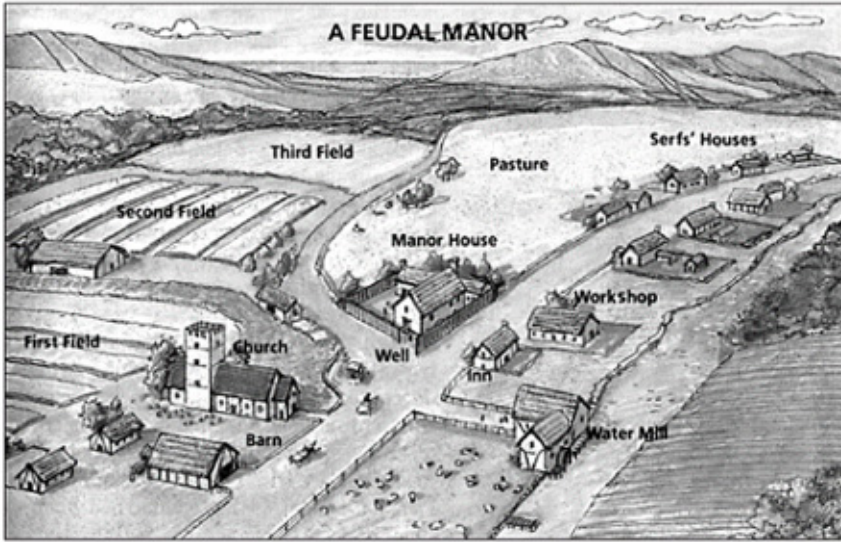 A FEUDAL MANOR
Third Field
Pasture
Serfs' Houses
Second Field
Manor House
Workshop
First Field
Church
Well
Inn
Barn
Water Mill